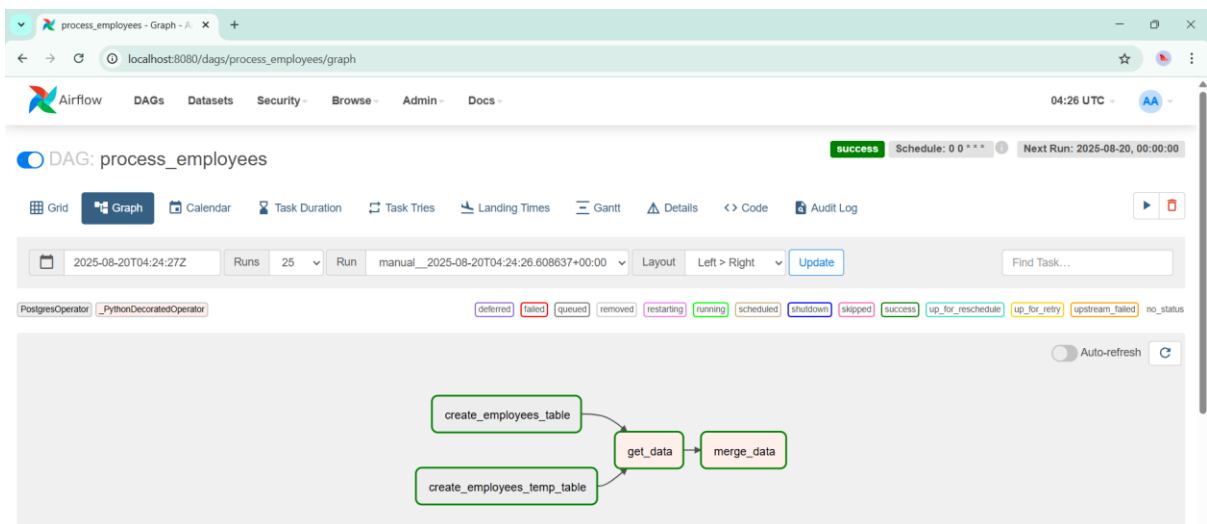 process_employees - Graph - Ai
localhost:8080/dags/process_employees/graph
Airflow DAGs Datasets Security Browse Admin Docs 04:26 UTC AA
DAG: process_employees success Schedule: 0 0 * * * Next Run: 2025-08-20, 00:00:00
Grid Graph Calendar Task Duration Task Tries Landing Times Gantt Details <> Code Audit Log
2025-08-20T04:24:27Z Runs 25 Run manual__2025-08-20T04:24:26.608637+00:00 Layout Left > Right Update Find Task...
PostgresOperator _PythonDecoratedOperator deferred failed queued removed restarting running scheduled shutdown skipped success up_for_reschedule up_for_retry upstream_failed no_status
Auto-refresh
create_employees_table
get_data merge_data
create_employees_temp_table